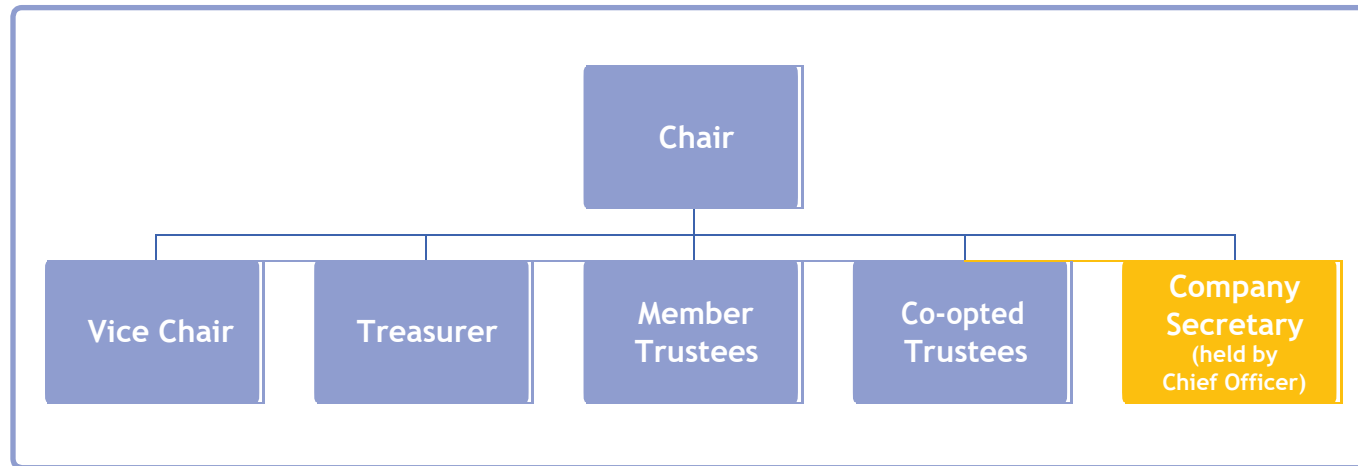 Chair
Vice Chair
Treasurer
Member
Trustees
Co-opted
Trustees
Company
Secretary
(held by
Chief Officer)